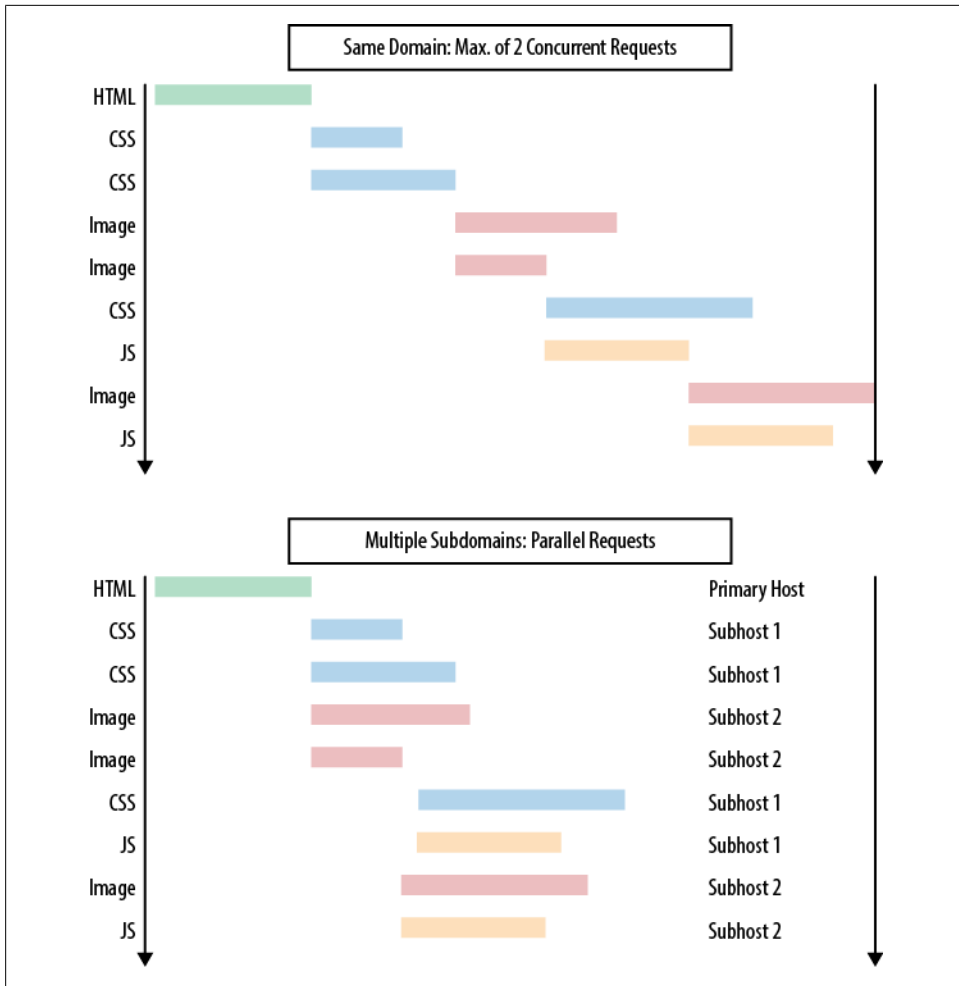 Same Domain: Max. of 2 Concurrent Requests
HTML
CSS
CSS
Image
Image
CSS
JS
Image
JS
Multiple Subdomains: Parallel Requests
HTML Primary Host
CSS Subhost 1
CSS Subhost 1
Image Subhost 2
Image Subhost 2
CSS Subhost 1
JS Subhost 1
Image Subhost 2
JS Subhost 2